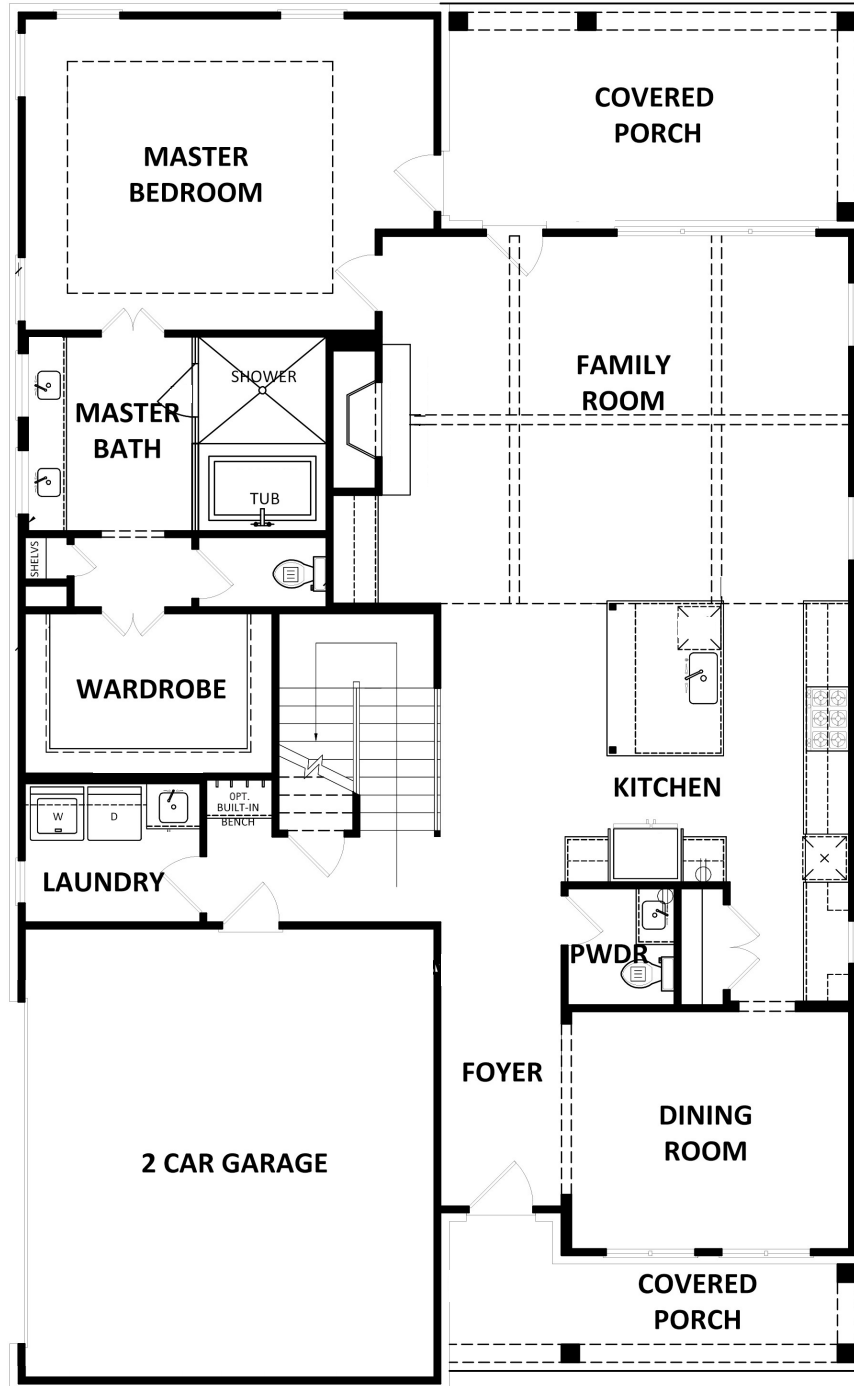 COVERED
PORCH
MASTER
BEDROOM
FAMILY
ROOM
SHOWER
MASTER
BATH
TUB
SHELVS
WARDROBE
KITCHEN
OPT.
BUILT-IN
BENCH
W
D
LAUNDRY
PWDR
FOYER
DINING
ROOM
2 CAR GARAGE
COVERED
PORCH